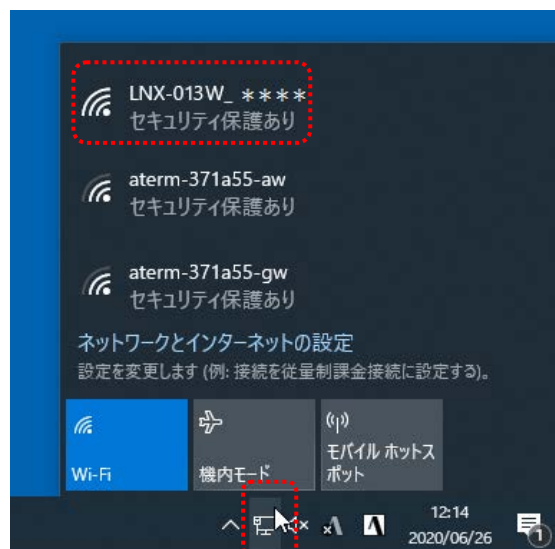 LNX-013W_ ＊＊＊＊
セキュリティ保護あり
aterm-371a55-aw
セキュリティ保護あり
aterm-371a55-gw
セキュリティ保護あり
ネットワークとインターネットの設定
設定を変更します (例: 接続を従量制課金接続に設定する)。
Wi-Fi
機内モード
モバイル ホットス
ポット
A
A
12:14
2020/06/26
1